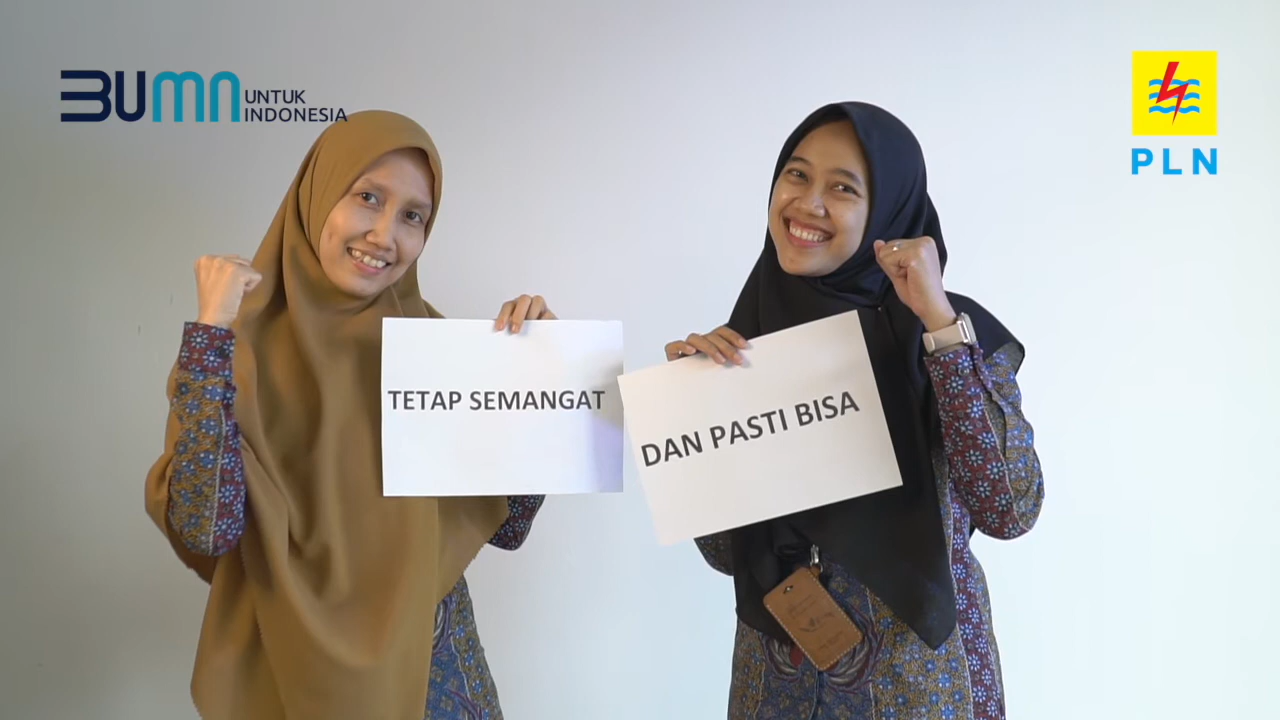 BUMN UNTUK
INDONESIA
PLN
TETAP SEMANGAT
DAN PASTI BISA